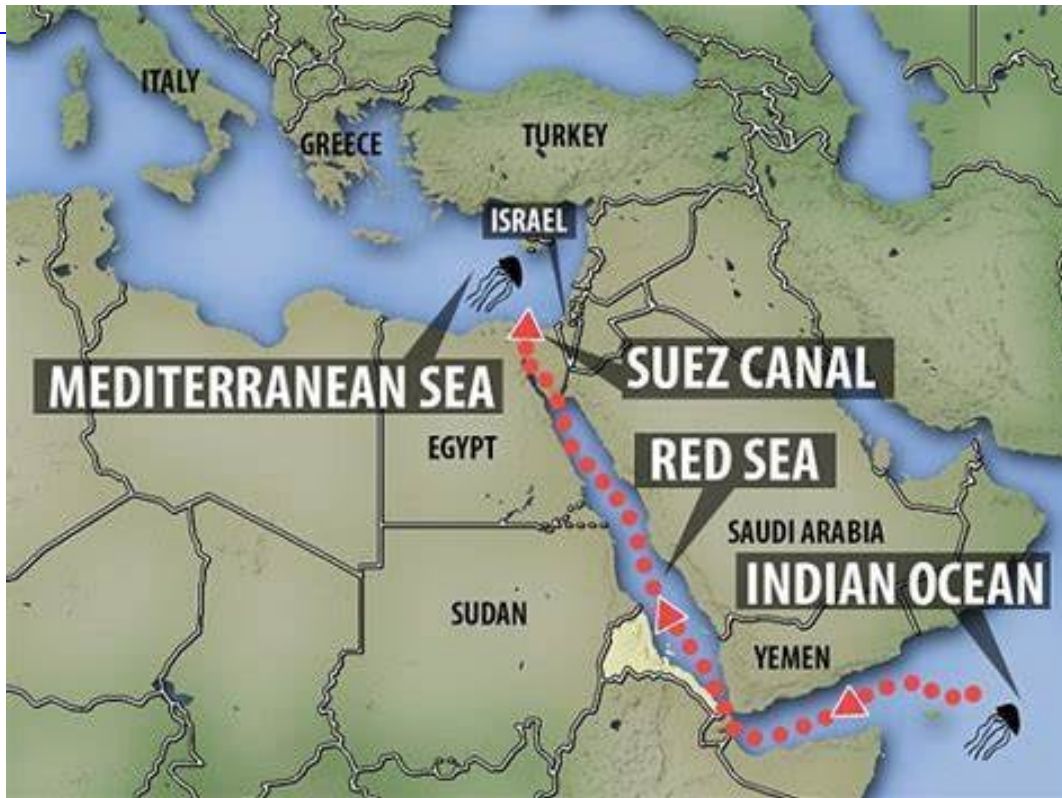 ITALY
GREECE
TURKEY
ISRAEL
MEDITERRANEAN SEA
SUEZ CANAL
EGYPT
RED SEA
SAUDI ARABIA
INDIAN OCEAN
SUDAN
YEMEN